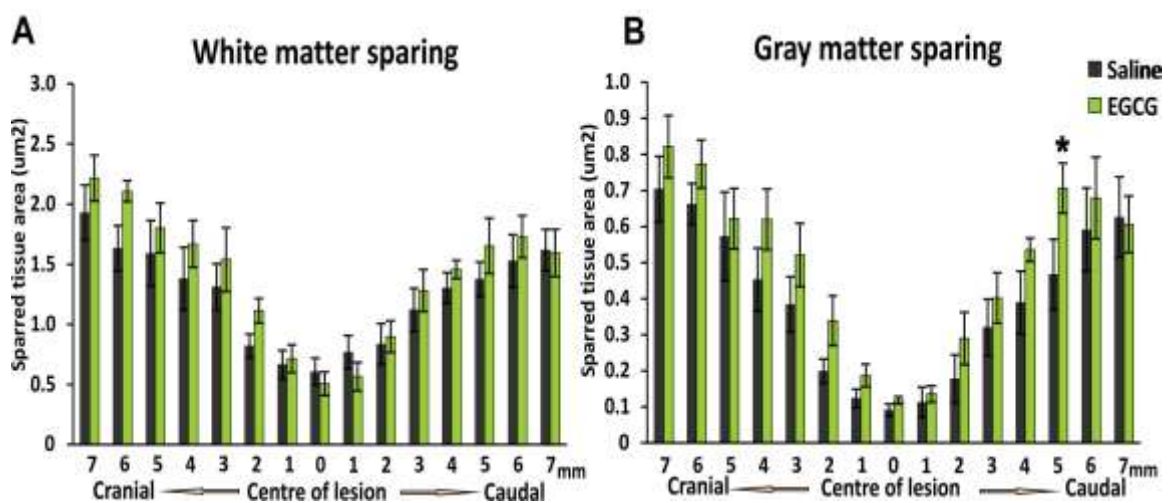 A
White matter sparing
Sparred tissue area (um2)
3.0
2.5
2.0
1.5
1.0
0.5
0
7 6 5 4 3 2 1 0 1 2 3 4 5 6 7mm
Cranial Centre of lesion Caudal
B
Gray matter sparing
Saline
EGCG
Sparred tissue area (um2)
1.0
0.9
0.8
0.7
0.6
0.5
0.4
0.3
0.2
0.1
0
*
7 6 5 4 3 2 1 0 1 2 3 4 5 6 7mm
Cranial Centre of lesion Caudal